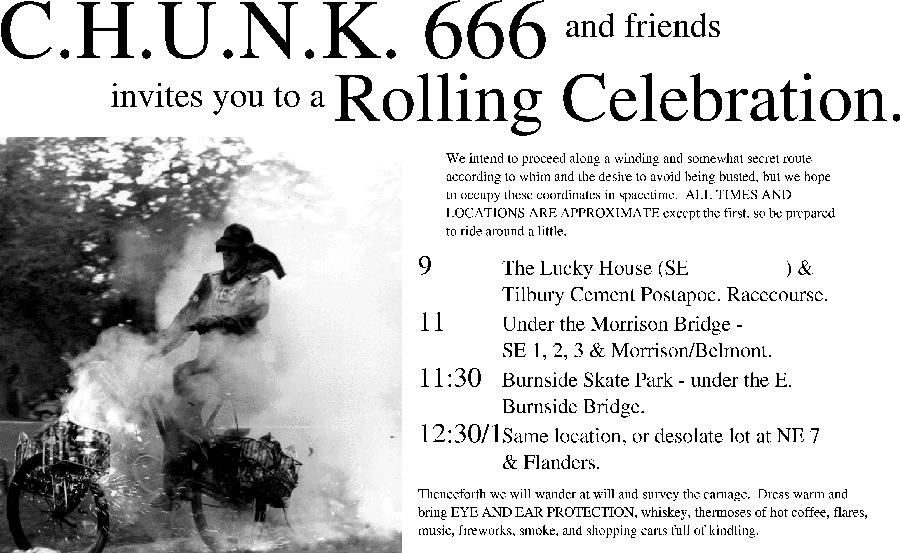 C.H.U.N.K. 666 and friends
invites you to a Rolling Celebration.
We intend to proceed along a winding and somewhat secret route
according to whim and the desire to avoid being busted, but we hope
to occupy these coordinates in spacetime. ALL TIMES AND
LOCATIONS ARE APPROXIMATE except the first, so be prepared
to ride around a little.
9 The Lucky House (SE ) &
Tilbury Cement Postapoc. Racecourse.
11 Under the Morrison Bridge -
SE 1, 2, 3 & Morrison/Belmont.
11:30 Burnside Skate Park - under the E.
Burnside Bridge.
12:30/1 Same location, or desolate lot at NE 7
& Flanders.
Thenceforth we will wander at will and survey the carnage. Dress warm and
bring EYE AND EAR PROTECTION, whiskey, thermoses of hot coffee, flares,
music, fireworks, smoke, and shopping carts full of kindling.